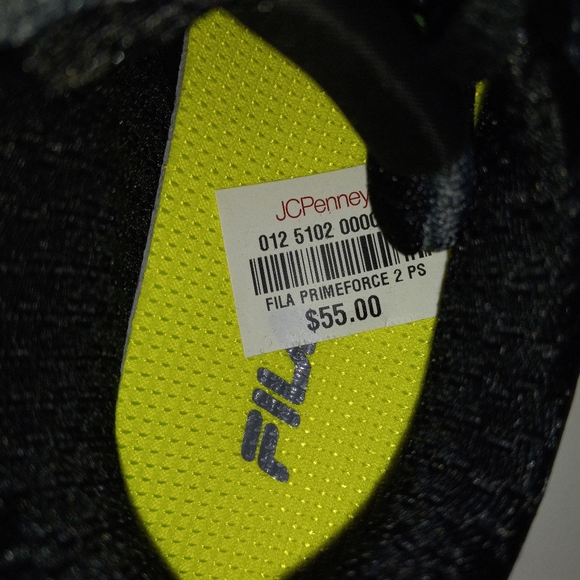 JCPenney
012 5102 0000
FILA PRIMEFORCE 2 PS
$55.00
FILA